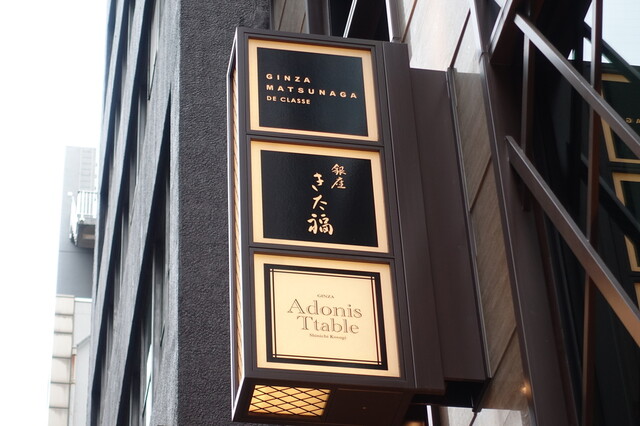 GINZA
MATSUNAGA
DE CLASSE
銀座
きた福
GINZA
Adonis
Ttable